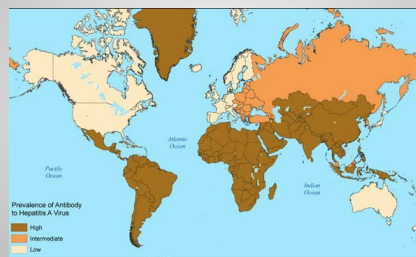 Atlantic
Ocean
Pacific
Ocean
Indian
Ocean
Prevalence of Antibody
to Hepatitis A Virus
High
Intermediate
Low